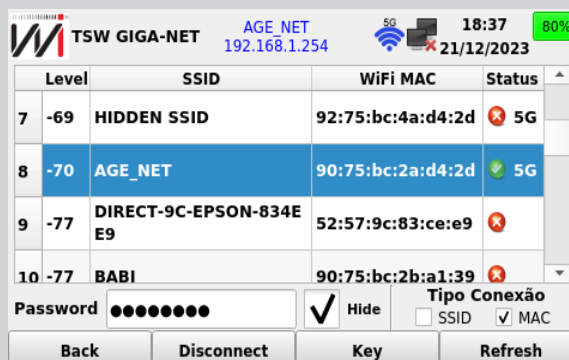 TSW GIGA-NET
AGE_NET
192.168.1.254
5G
18:37
21/12/2023
80%
Level SSID WiFi MAC Status
7 -69 HIDDEN SSID 92:75:bc:4a:d4:2d 5G
8 -70 AGE_NET 90:75:bc:2a:d4:2d 5G
9 -77 DIRECT-9C-EPSON-834E
E9 52:57:9c:83:ce:e9
10 -77 BABI 90:75:bc:2b:a1:39
Password ●●●●●●●● Hide
Tipo Conexão
SSID MAC
Back Disconnect Key Refresh